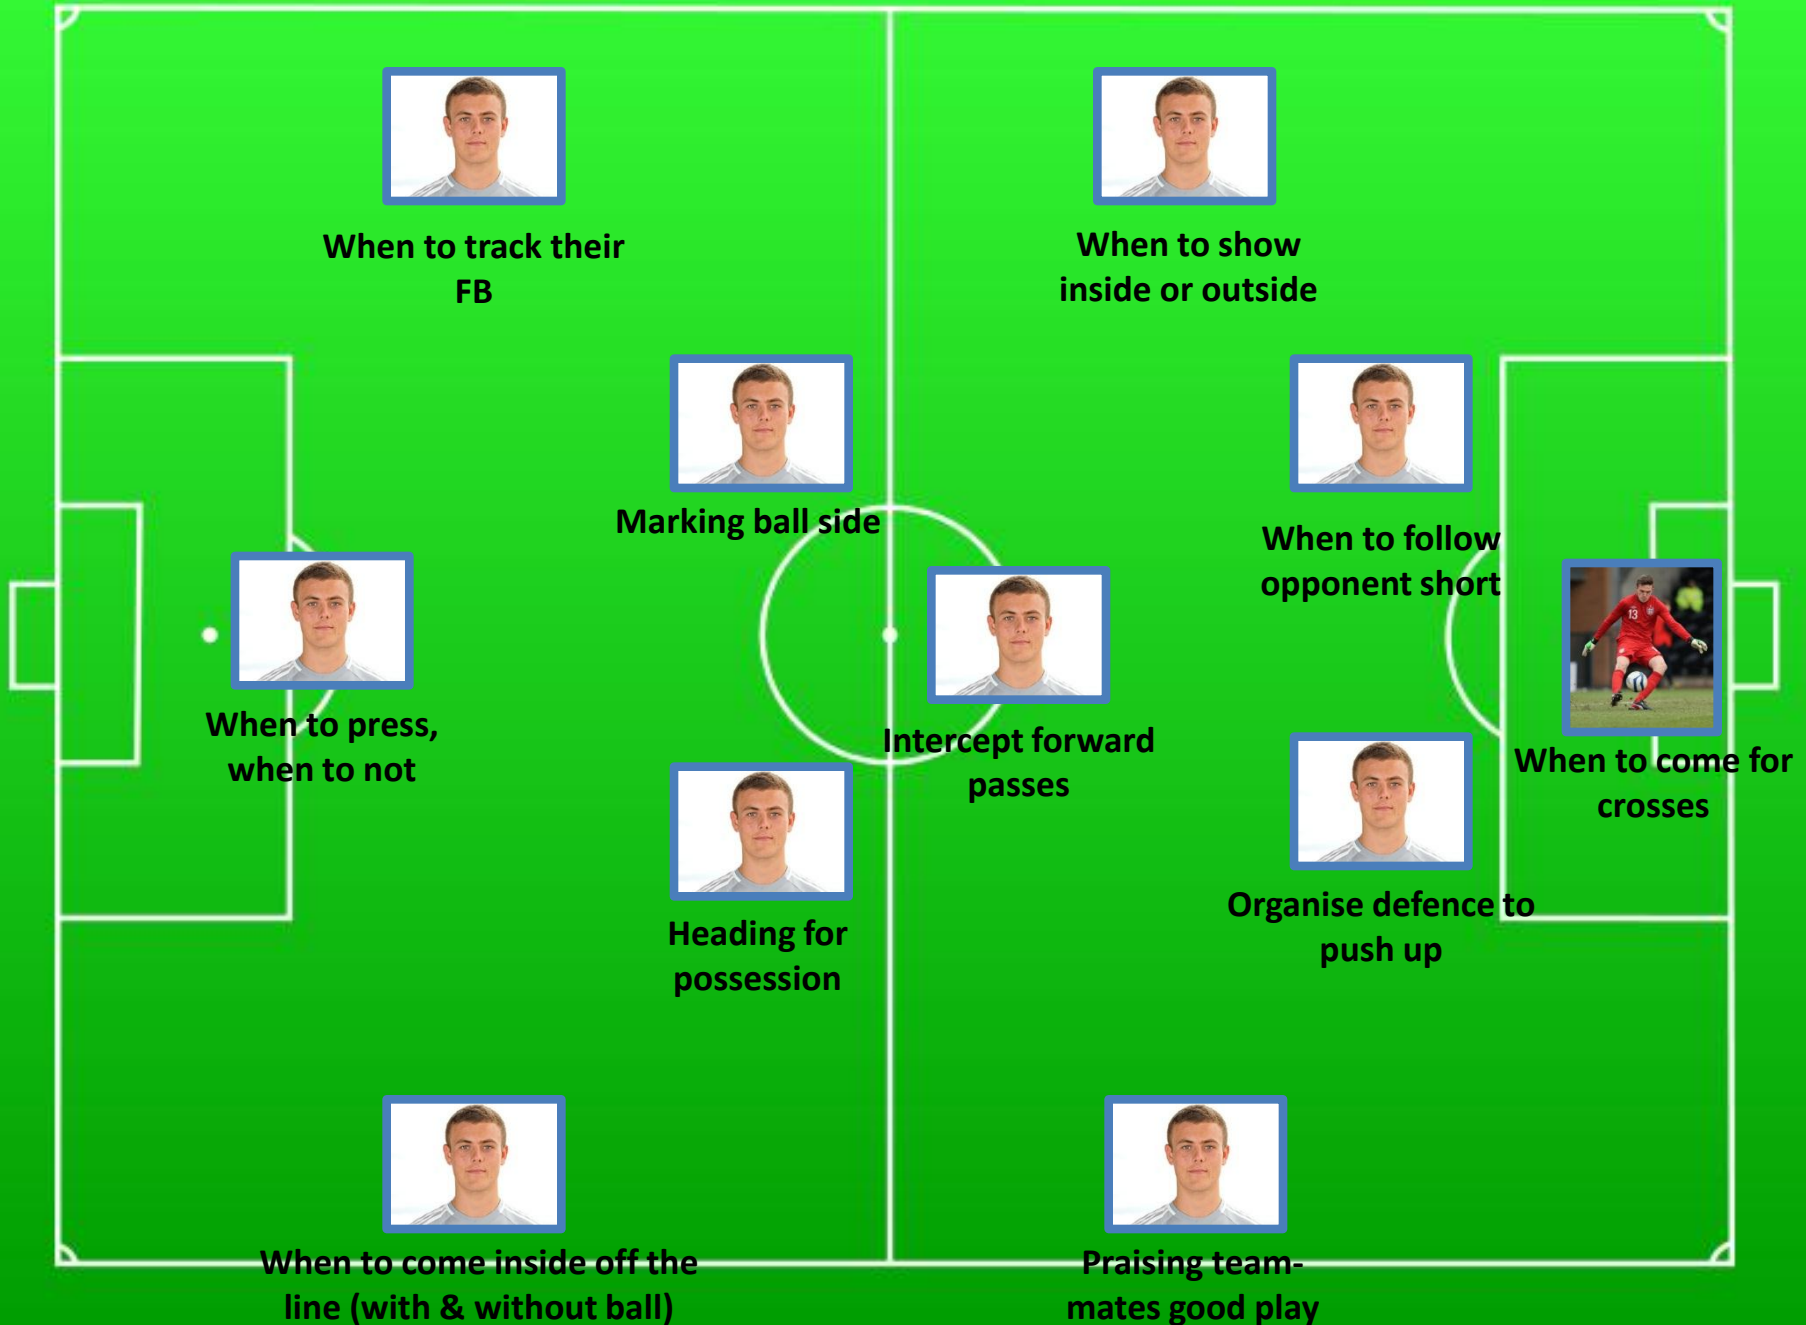 When to track their
FB
When to show
inside or outside
Marking ball side
When to follow
opponent short
When to press,
when to not
Intercept forward
passes
13
When to come for
crosses
Heading for
possession
Organise defence to
push up
When to come inside off the
line (with & without ball)
Praising team-
mates good play